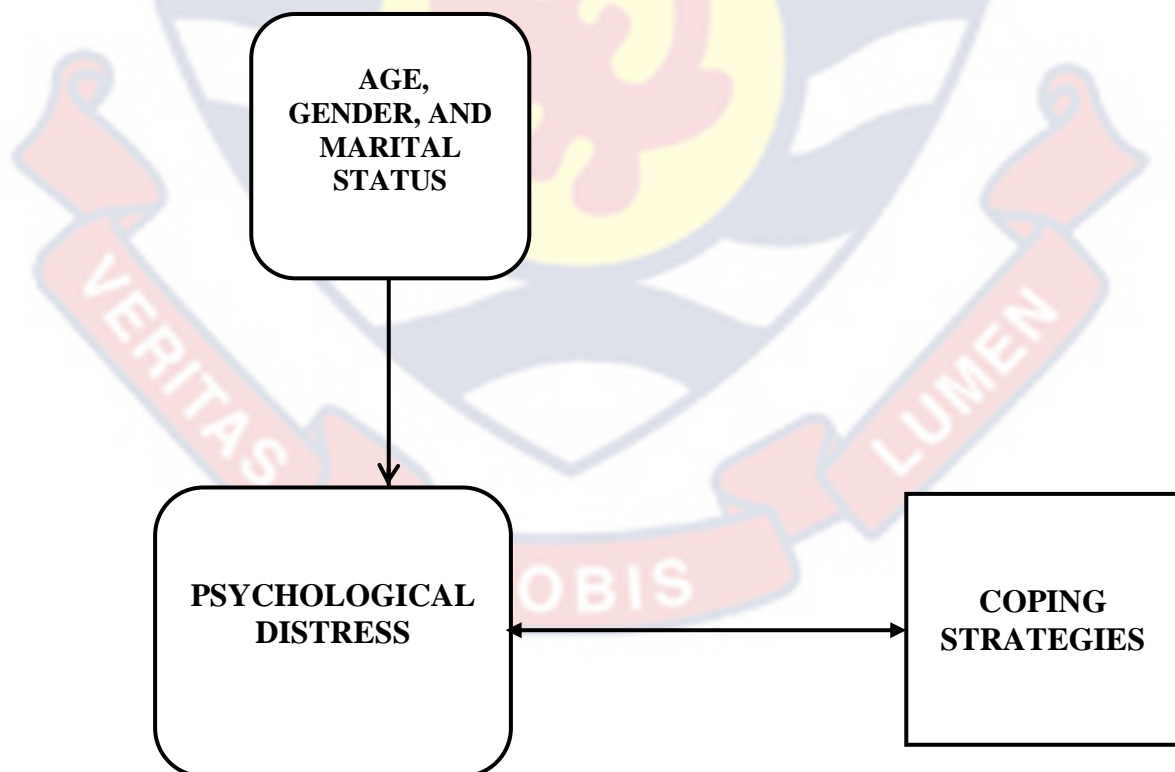 AGE,
GENDER, AND
MARITAL
STATUS
VERITAS
LUMEN
OBIS
PSYCHOLOGICAL
DISTRESS
COPING
STRATEGIES